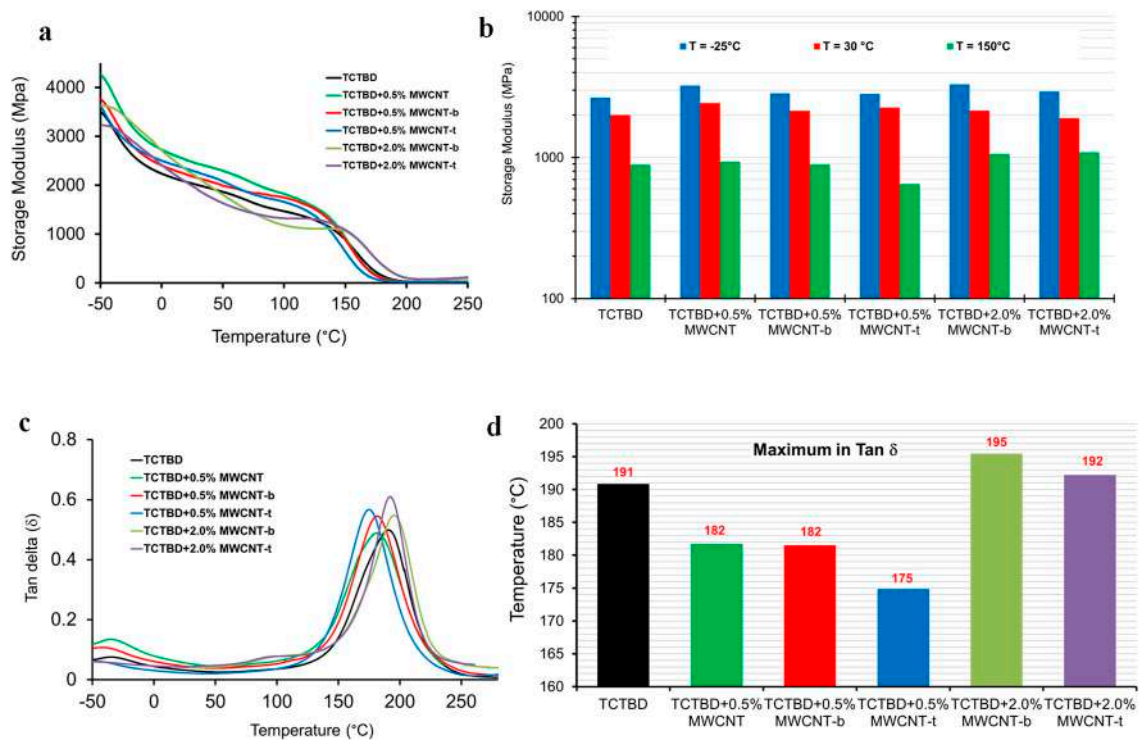 a
Storage Modulus (Mpa)
4000
3000
2000
1000
0
-50
0
50
100
150
200
250
Temperature (°C)
TCTBD
TCTBD+0.5% MWCNT
TCTBD+0.5% MWCNT-b
TCTBD+0.5% MWCNT-t
TCTBD+2.0% MWCNT-b
TCTBD+2.0% MWCNT-t
b
Storage Modulus (MPa)
10000
1000
100
T = -25°C
T = 30 °C
T = 150°C
TCTBD
TCTBD+0.5%
MWCNT
TCTBD+0.5%
MWCNT-b
TCTBD+0.5%
MWCNT-t
TCTBD+2.0%
MWCNT-b
TCTBD+2.0%
MWCNT-t
c
Tan delta (δ)
0.8
0.6
0.4
0.2
0
-50
0
50
100
150
200
250
Temperature (°C)
TCTBD
TCTBD+0.5% MWCNT
TCTBD+0.5% MWCNT-b
TCTBD+0.5% MWCNT-t
TCTBD+2.0% MWCNT-b
TCTBD+2.0% MWCNT-t
d
Maximum in Tan δ
Temperature (°C)
200
195
190
185
180
175
170
165
160
191
182
182
175
195
192
TCTBD
TCTBD+0.5%
MWCNT
TCTBD+0.5%
MWCNT-b
TCTBD+0.5%
MWCNT-t
TCTBD+2.0%
MWCNT-b
TCTBD+2.0%
MWCNT-t